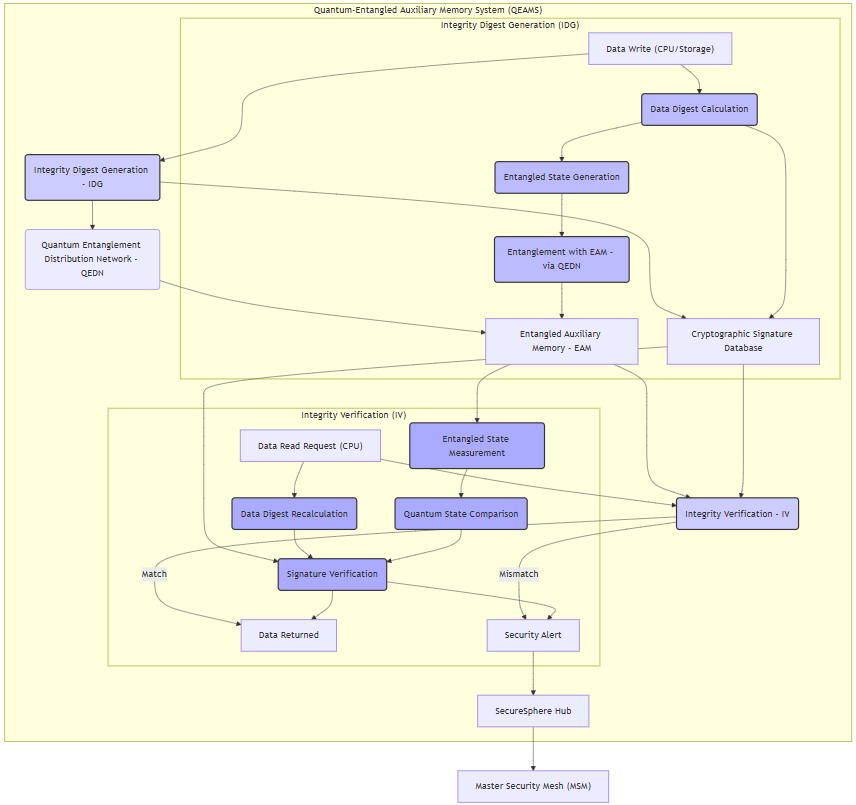 Quantum-Entangled Auxiliary Memory System (QEAMS)
Integrity Digest Generation (IDG)
Data Write (CPU/Storage)
Data Digest Calculation
Integrity Digest Generation
- IDG
Entangled State Generation
Quantum Entanglement
Distribution Network -
QEDN
Entanglement with EAM -
via QEDN
Entangled Auxiliary
Memory - EAM
Cryptographic Signature
Database
Integrity Verification (IV)
Data Read Request (CPU)
Entangled State
Measurement
Data Digest Recalculation
Quantum State Comparison
Integrity Verification - IV
Match
Signature Verification
Mismatch
Data Returned
Security Alert
SecureSphere Hub
Master Security Mesh (MSM)